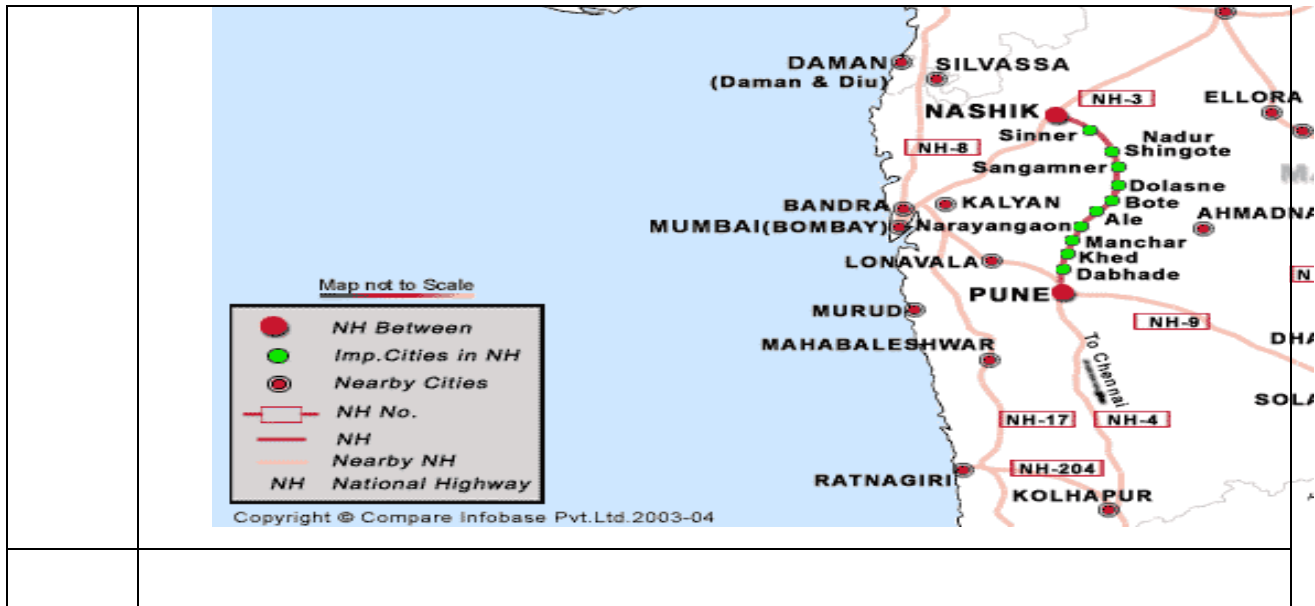 DAMAN
(Daman & Diu)
SILVASSA
NH-3
ELLORA
NASHIK
Sinner
Nadur
Shingote
NH-8
Sangamner
Dolasne
BANDRA
KALYAN
Bote
Ale
AHMADNA
MUMBAI(BOMBAY)
Narayangaon
Manchar
LONAVALA
Khed
Dabhade
Map not to Scale
PUNE
MURUD
NH-9
MAHABALESHWAR
To Chennai
DHA
SOLA
NH-17
NH-4
RATNAGIRI
NH-204
KOLHAPUR
NH Between
Imp.Cities in NH
Nearby Cities
NH No.
NH
Nearby NH
NH National Highway
Copyright © Compare Infobase Pvt.Ltd.2003-04